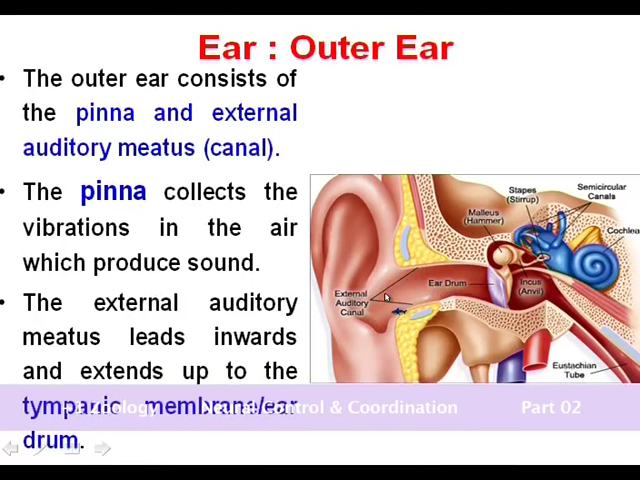 Ear : Outer Ear
• The outer ear consists of
the pinna and external
auditory meatus (canal).
• The pinna collects the
vibrations in the air
which produce sound.
• The external auditory
meatus leads inwards
and extends up to the
tympanic membrane/ear
drum.
Semicircular
Canals
Stapes
(Stirrup)
Malleus
(Hammer)
Cochlea
Ear Drum
Incus
(Anvil)
External
Auditory
Canal
Eustachian
Tube
+2 Zoology Neural Control & Coordination Part 02